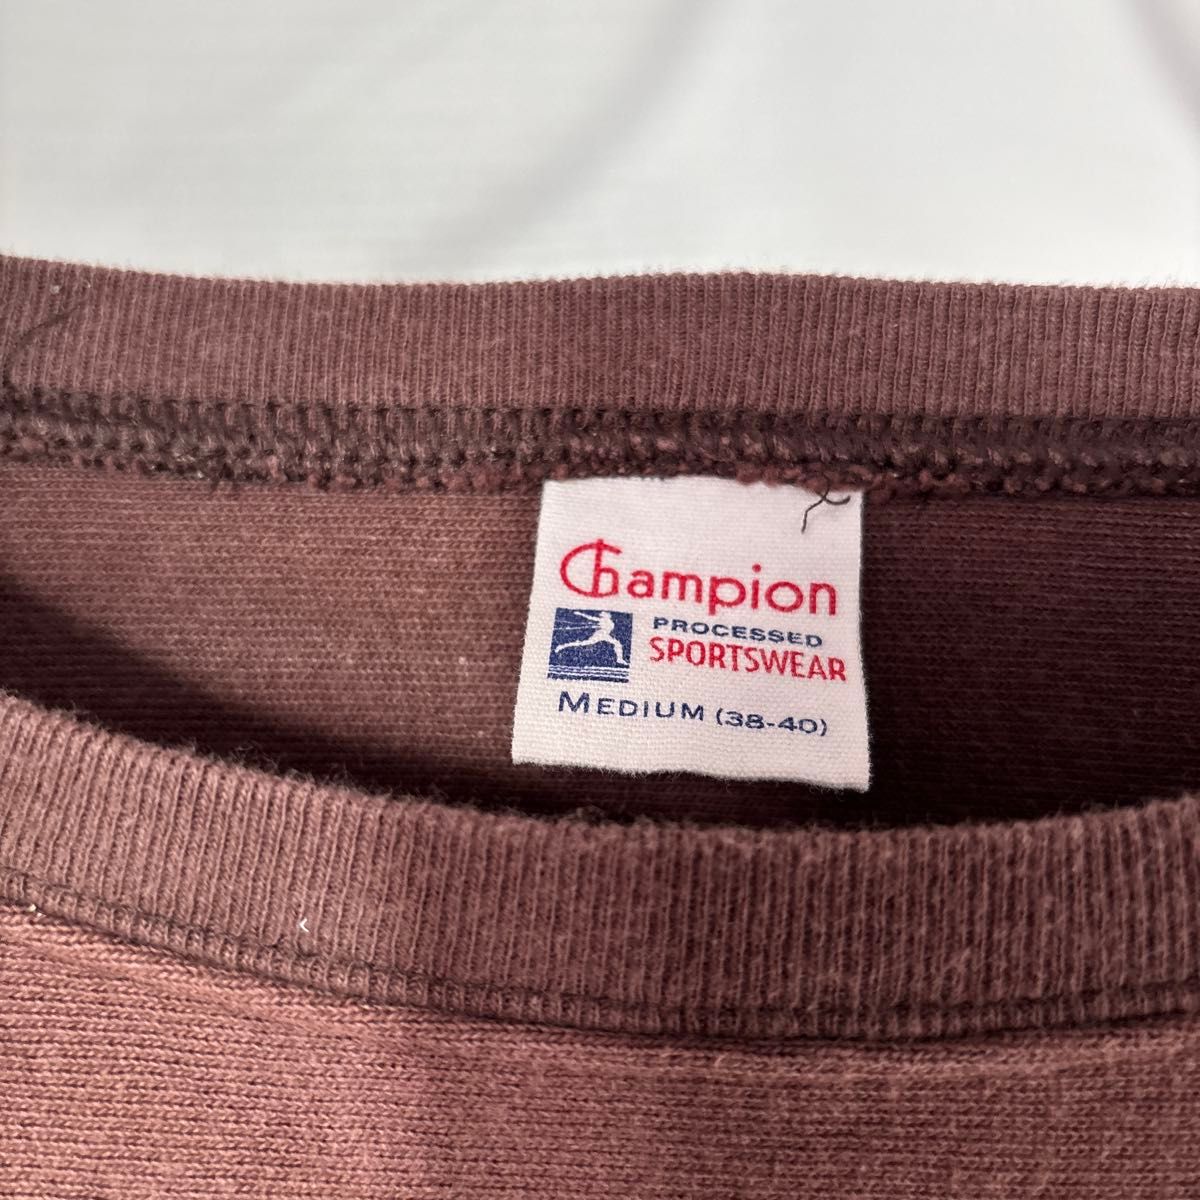 Champion
PROCESSED
SPORTSWEAR
MEDIUM (38-40)